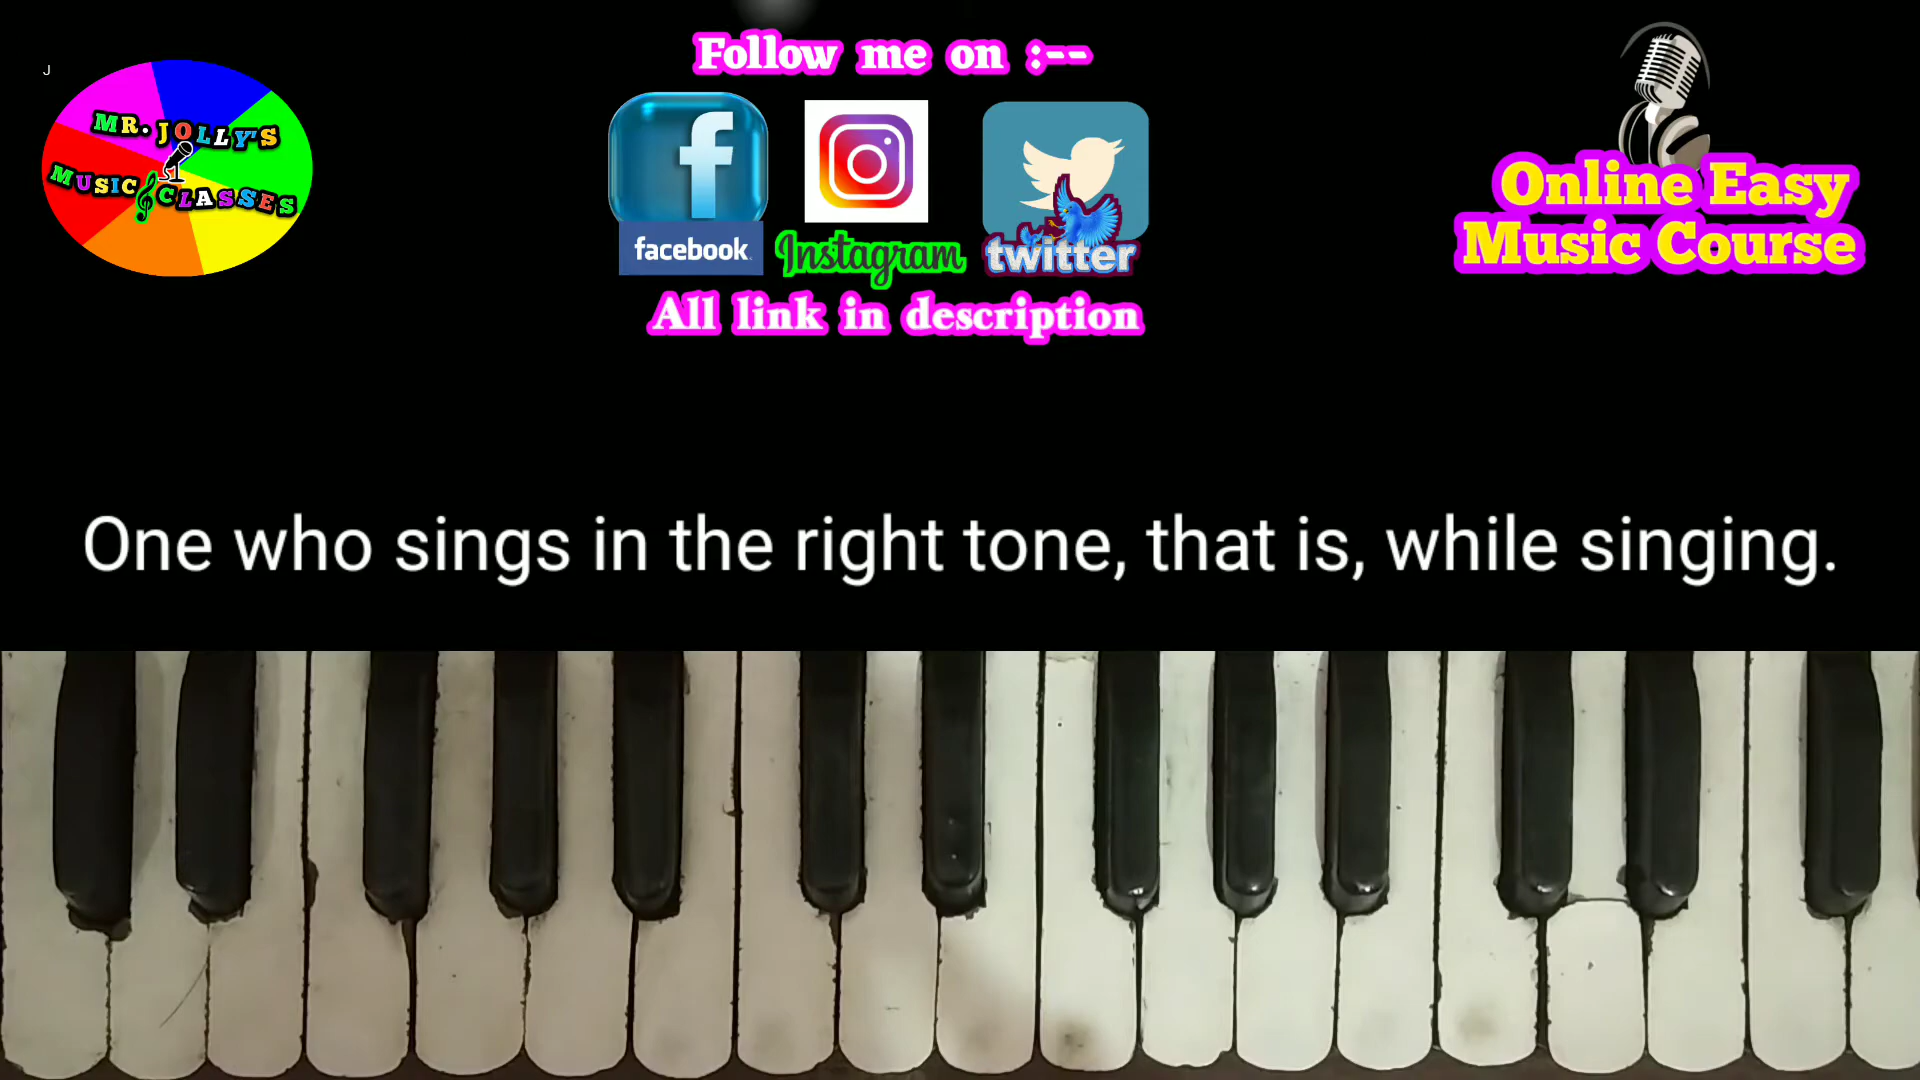 J
MR. JOLLY'S
MUSIC CLASSES
Follow me on :--
facebook
Instagram
twitter
All link in description
Online Easy
Music Course
One who sings in the right tone, that is, while singing.